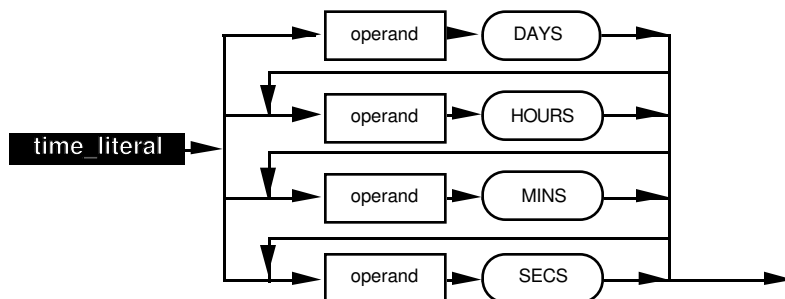 operand DAYS
operand HOURS
time_literal
operand MINS
operand SECS